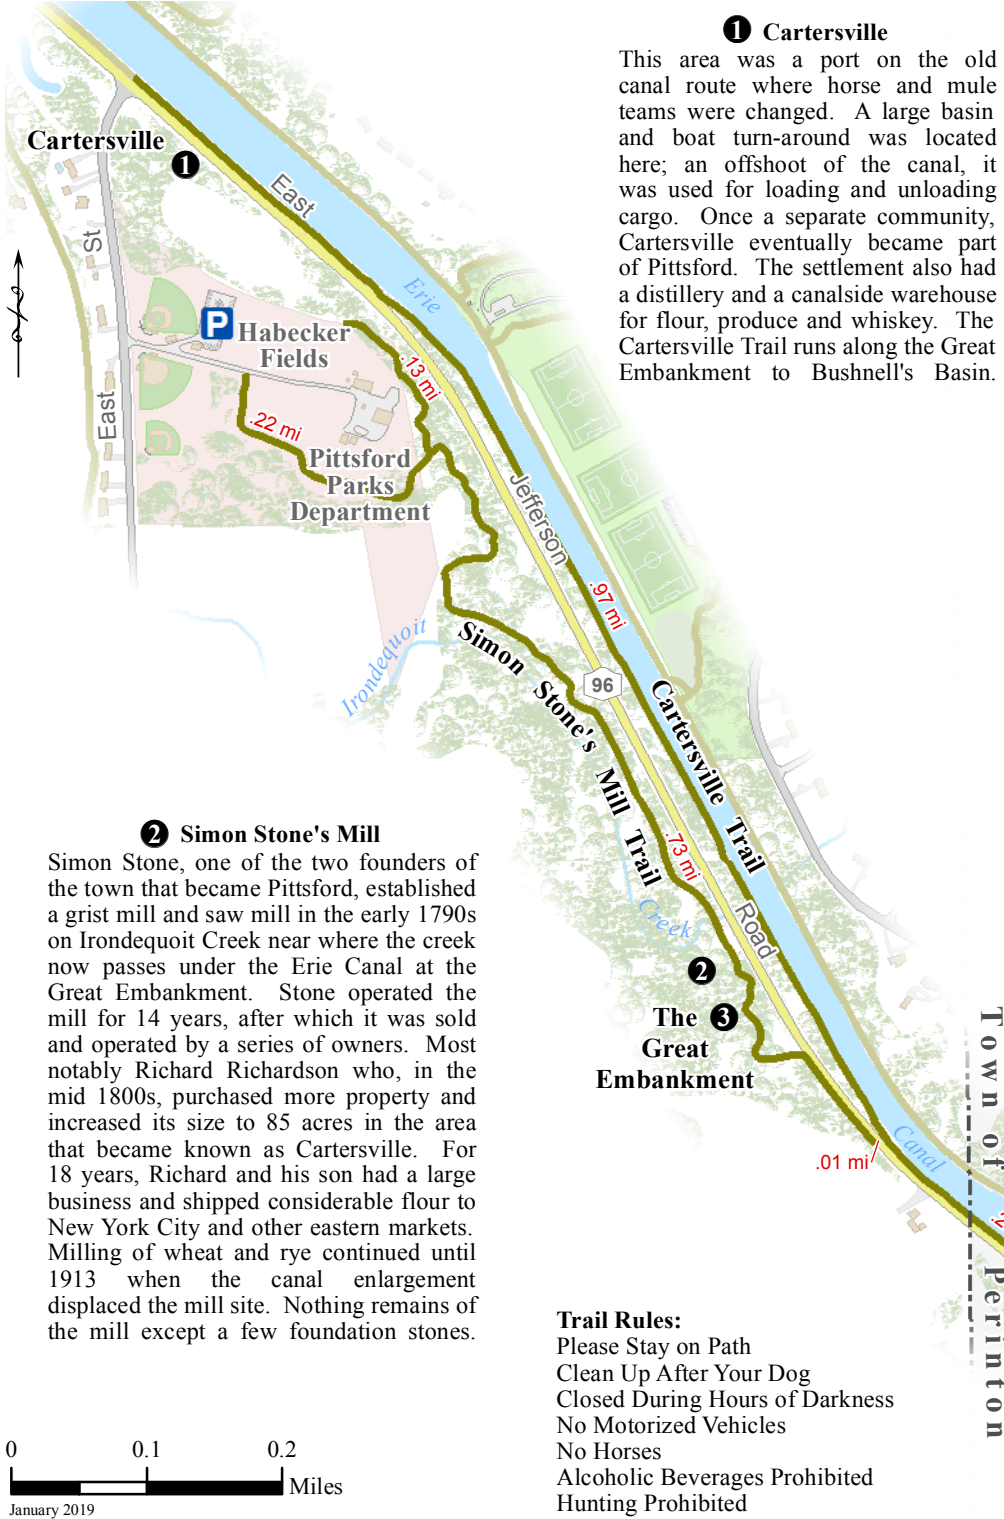 1 Cartersville
This area was a port on the old
canal route where horse and mule
teams were changed. A large basin
and boat turn-around was located
here; an offshoot of the canal, it
was used for loading and unloading
cargo. Once a separate community,
Cartersville eventually became part
of Pittsford. The settlement also had
a distillery and a canalside warehouse
for flour, produce and whiskey. The
Cartersville Trail runs along the Great
Embankment to Bushnell's Basin.
Cartersville
1
East
St
East
Erie
P
Habecker
Fields
.13 mi
.22 mi
Pittsford
Parks
Department
Jefferson
.97 mi
Irondequoit
Simon Stone's Mill Trail
96
Cartersville Trail
.73 mi
Road
Creek
2
The 3
Great
Embankment
Canal
.01 mi
Town of Perinton
2 Simon Stone's Mill
Simon Stone, one of the two founders of
the town that became Pittsford, established
a grist mill and saw mill in the early 1790s
on Irondequoit Creek near where the creek
now passes under the Erie Canal at the
Great Embankment. Stone operated the
mill for 14 years, after which it was sold
and operated by a series of owners. Most
notably Richard Richardson who, in the
mid 1800s, purchased more property and
increased its size to 85 acres in the area
that became known as Cartersville. For
18 years, Richard and his son had a large
business and shipped considerable flour to
New York City and other eastern markets.
Milling of wheat and rye continued until
1913 when the canal enlargement
displaced the mill site. Nothing remains of
the mill except a few foundation stones.
Trail Rules:
Please Stay on Path
Clean Up After Your Dog
Closed During Hours of Darkness
No Motorized Vehicles
No Horses
Alcoholic Beverages Prohibited
Hunting Prohibited
0 0.1 0.2
Miles
January 2019